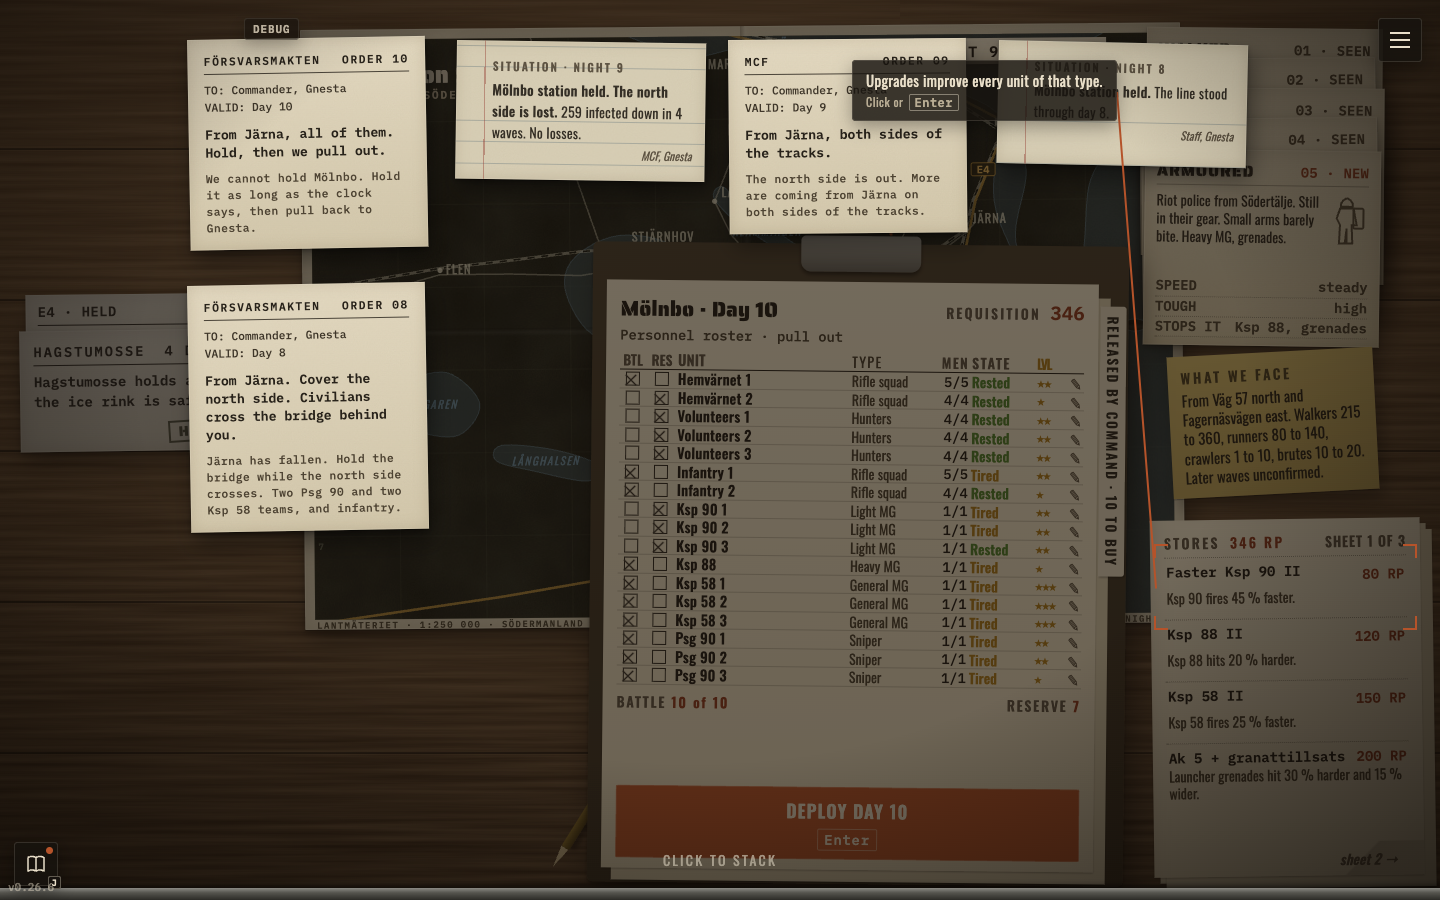 DEBUG
FÖRSVARSMAKTEN ORDER 10
TO: Commander, Gnesta
VALID: Day 10
From Järna, all of them.
Hold, then we pull out.
We cannot hold Mölnbo. Hold
it as long as the clock
says, then pull back to
Gnesta.
SITUATION · NIGHT 9
Mölnbo station held. The north
side is lost. 259 infected down in 4
waves. No losses.
MCF, Gnesta
MCF ORDER 09
TO: Commander,
VALID: Day 9
From Järna, both sides of
the tracks.
The north side is out. More
are coming from Järna on
both sides of the tracks.
Upgrades improve every unit of that type.
Click or Enter
SITUATION · NIGHT 8
Mölnbo station held. The line stood
through day 8.
Staff, Gnesta
01 · SEEN
02 · SEEN
03 · SEEN
04 · SEEN
ARMOURED 05 · NEW
Riot police from Södertälje. Still
in their gear. Small arms barely
bite. Heavy MG, grenades.
SPEED steady
TOUGH high
STOPS IT Ksp 88, grenades
E4
JÄRNA
STJÄRNHOV
FLEN
LÅNGHALSEN
E4 · HELD
HAGSTUMOSSE 4
Hagstumosse holds
the ice rink is
FÖRSVARSMAKTEN ORDER 08
TO: Commander, Gnesta
VALID: Day 8
From Järna. Cover the
north side. Civilians
cross the bridge behind
you.
Järna has fallen. Hold the
bridge while the north side
crosses. Two Psg 90 and two
Ksp 58 teams, and infantry.
LANTMÄTERIET · 1:250 000 · SÖDERMANLAND
Mölnbo · Day 10 REQUISITION 346
Personnel roster · pull out
BTL RES UNIT TYPE MEN STATE LVL
Hemvärnet 1 Rifle squad 5/5 Rested ★★
Hemvärnet 2 Rifle squad 4/4 Rested ★
Volunteers 1 Hunters 4/4 Rested ★★
Volunteers 2 Hunters 4/4 Rested ★★
Volunteers 3 Hunters 4/4 Rested ★★
Infantry 1 Rifle squad 5/5 Tired ★★
Infantry 2 Rifle squad 4/4 Rested ★
Ksp 90 1 Light MG 1/1 Tired ★★
Ksp 90 2 Light MG 1/1 Tired ★★
Ksp 90 3 Light MG 1/1 Rested ★★
Ksp 88 Heavy MG 1/1 Tired ★
Ksp 58 1 General MG 1/1 Tired ★★★
Ksp 58 2 General MG 1/1 Tired ★★★
Ksp 58 3 General MG 1/1 Tired ★★★
Psg 90 1 Sniper 1/1 Tired ★★
Psg 90 2 Sniper 1/1 Tired ★★
Psg 90 3 Sniper 1/1 Tired ★
BATTLE 10 of 10 RESERVE 7
DEPLOY DAY 10
Enter
CLICK TO STACK
RELEASED BY COMMAND · 10 TO BUY
WHAT WE FACE
From Väg 57 north and
Fagernäsvägen east. Walkers 215
to 360, runners 80 to 140,
crawlers 1 to 10, brutes 10 to 20.
Later waves unconfirmed.
STORES 346 RP SHEET 1 OF 3
Faster Ksp 90 II 80 RP
Ksp 90 fires 45 % faster.
Ksp 88 II 120 RP
Ksp 88 hits 20 % harder.
Ksp 58 II 150 RP
Ksp 58 fires 25 % faster.
Ak 5 + granattillsats 200 RP
Launcher grenades hit 30 % harder and 15 %
wider.
sheet 2 →
J